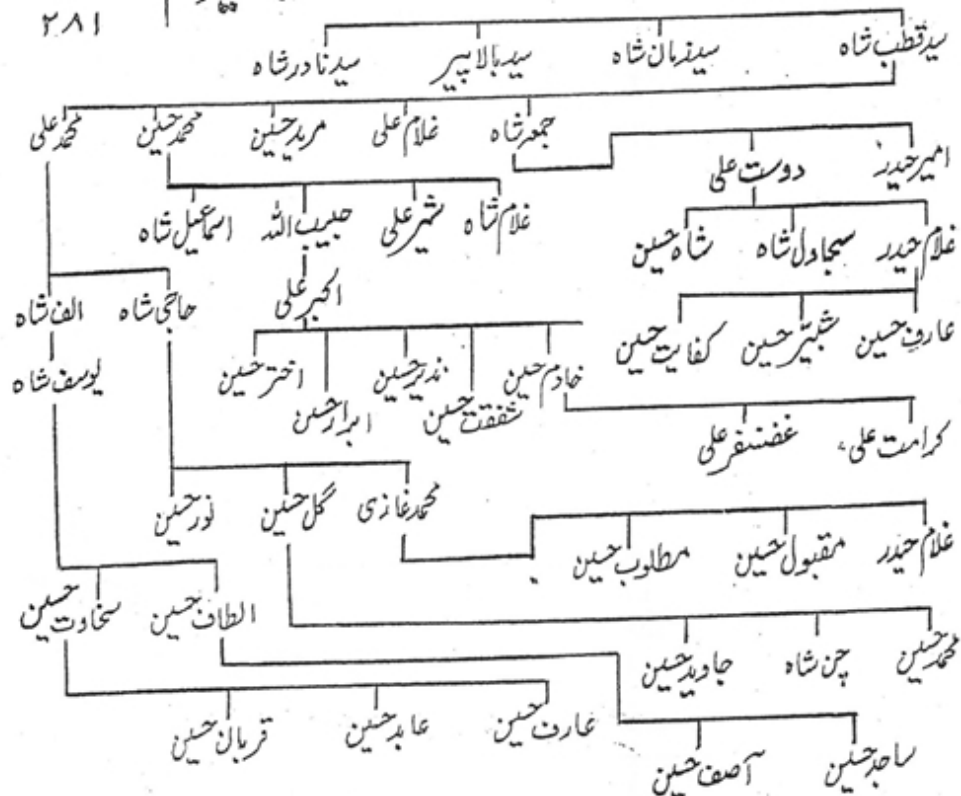 ۲۸۱
سید قطب شاہ سید زمان شاہ سید بالا پیر سید نادر شاہ
جمعہ شاہ غلام علی مرید حسین محمد حسین محمد علی
امیر حیدر دوست علی
غلام شاہ شیر علی حبیب اللہ اسماعیل شاہ
غلام حیدر سجادل شاہ شاہ حسین
اکبر علی
حاجی شاہ الف شاہ
عارف حسین شبیر حسین کفایت حسین
خادم حسین شفقت حسین نذیر حسین ابرار حسین اختر حسین
یوسف شاہ
کرامت علی غضنفر علی
محمد غازی گل حسین نور حسین
غلام حیدر مقبول حسین مطلوب حسین
الطاف حسین سخاوت حسین
محمد حسین چن شاہ جاوید حسین
عارف حسین عابد حسین قربان حسین
ساجد حسین آصف حسین